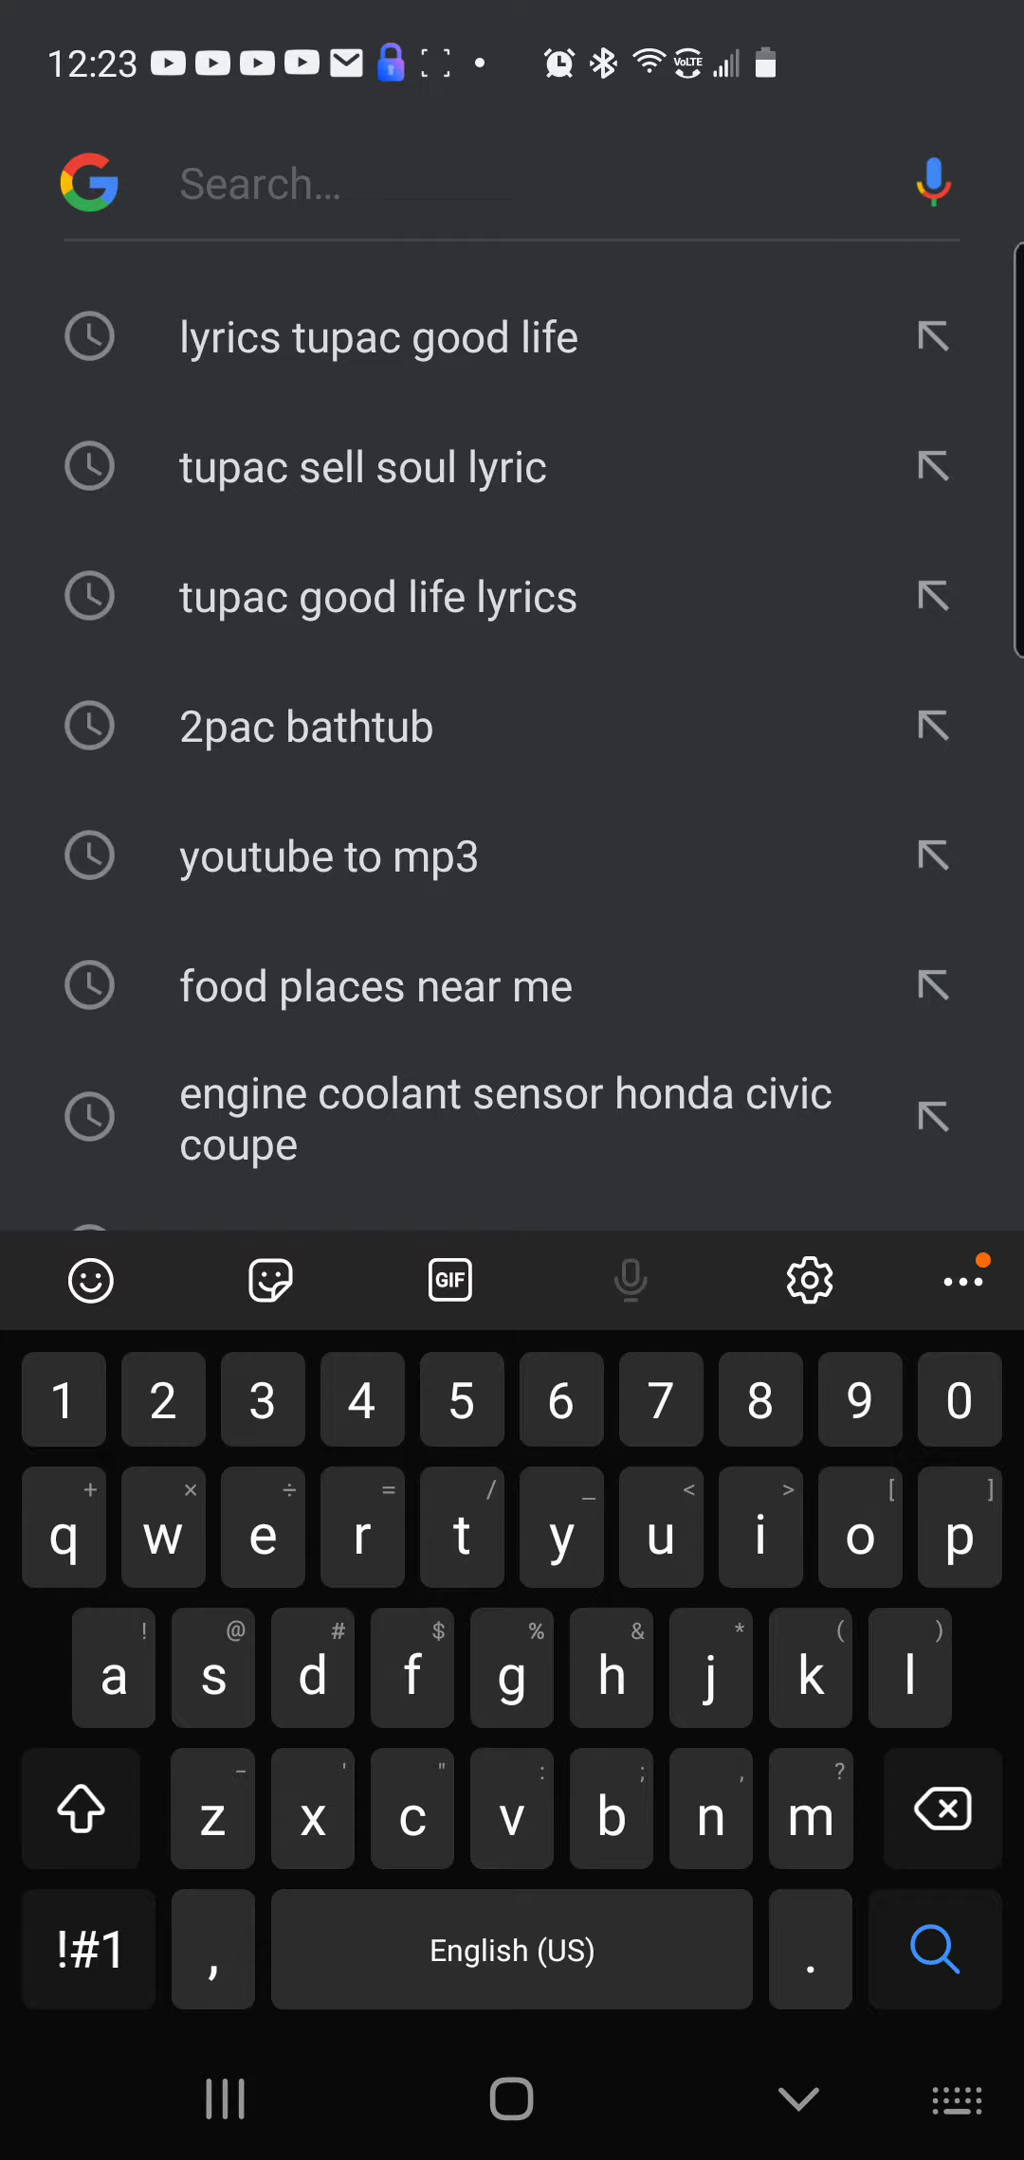 12:23 VoLTE
Search...
lyrics tupac good life
tupac sell soul lyric
tupac good life lyrics
2pac bathtub
youtube to mp3
food places near me
engine coolant sensor honda civic
coupe
GIF
1 2 3 4 5 6 7 8 9 0
+ × ÷ = / _ < > [ ]
q w e r t y u i o p
! @ # $ % & * ( )
a s d f g h j k l
- ' " : ; , ?
z x c v b n m
!#1 , English (US) .